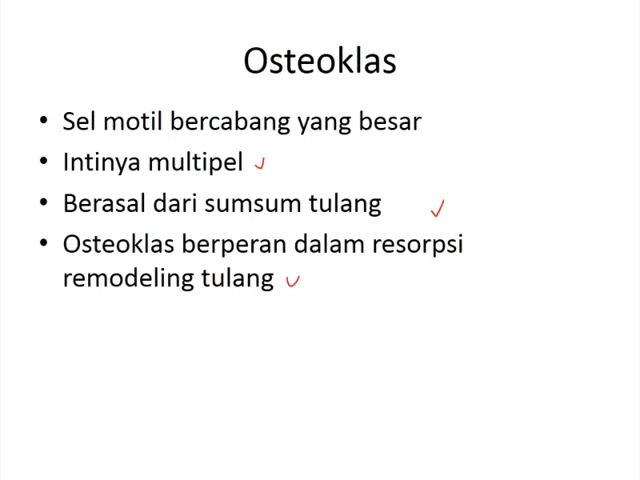 Osteoklas
• Sel motil bercabang yang besar
• Intinya multipel
• Berasal dari sumsum tulang
• Osteoklas berperan dalam resorpsi
remodeling tulang